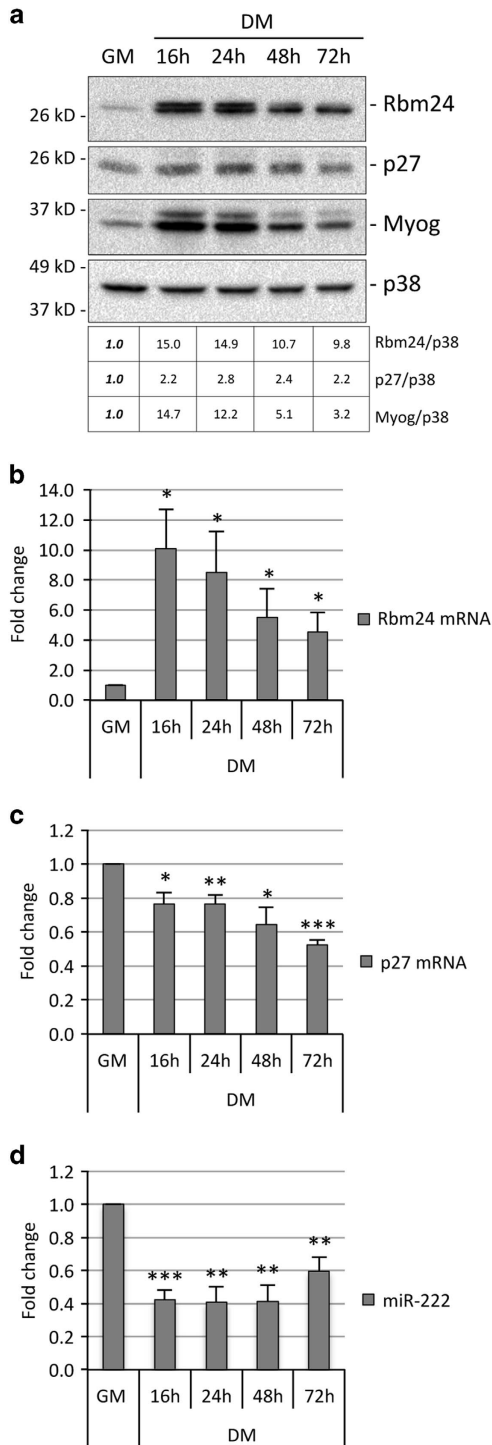 a
DM
GM 16h 24h 48h 72h
26 kD - - Rbm24
26 kD - - p27
37 kD - - Myog
49 kD - - p38
37 kD -
1.0 15.0 14.9 10.7 9.8 Rbm24/p38
1.0 2.2 2.8 2.4 2.2 p27/p38
1.0 14.7 12.2 5.1 3.2 Myog/p38
b
Fold change
14.0
12.0
10.0
8.0
6.0
4.0
2.0
0.0
* * * *
Rbm24 mRNA
GM 16h 24h 48h 72h
DM
c
Fold change
1.2
1.0
0.8
0.6
0.4
0.2
0.0
* ** * ***
p27 mRNA
GM 16h 24h 48h 72h
DM
d
Fold change
1.2
1.0
0.8
0.6
0.4
0.2
0.0
*** ** ** **
miR-222
GM 16h 24h 48h 72h
DM